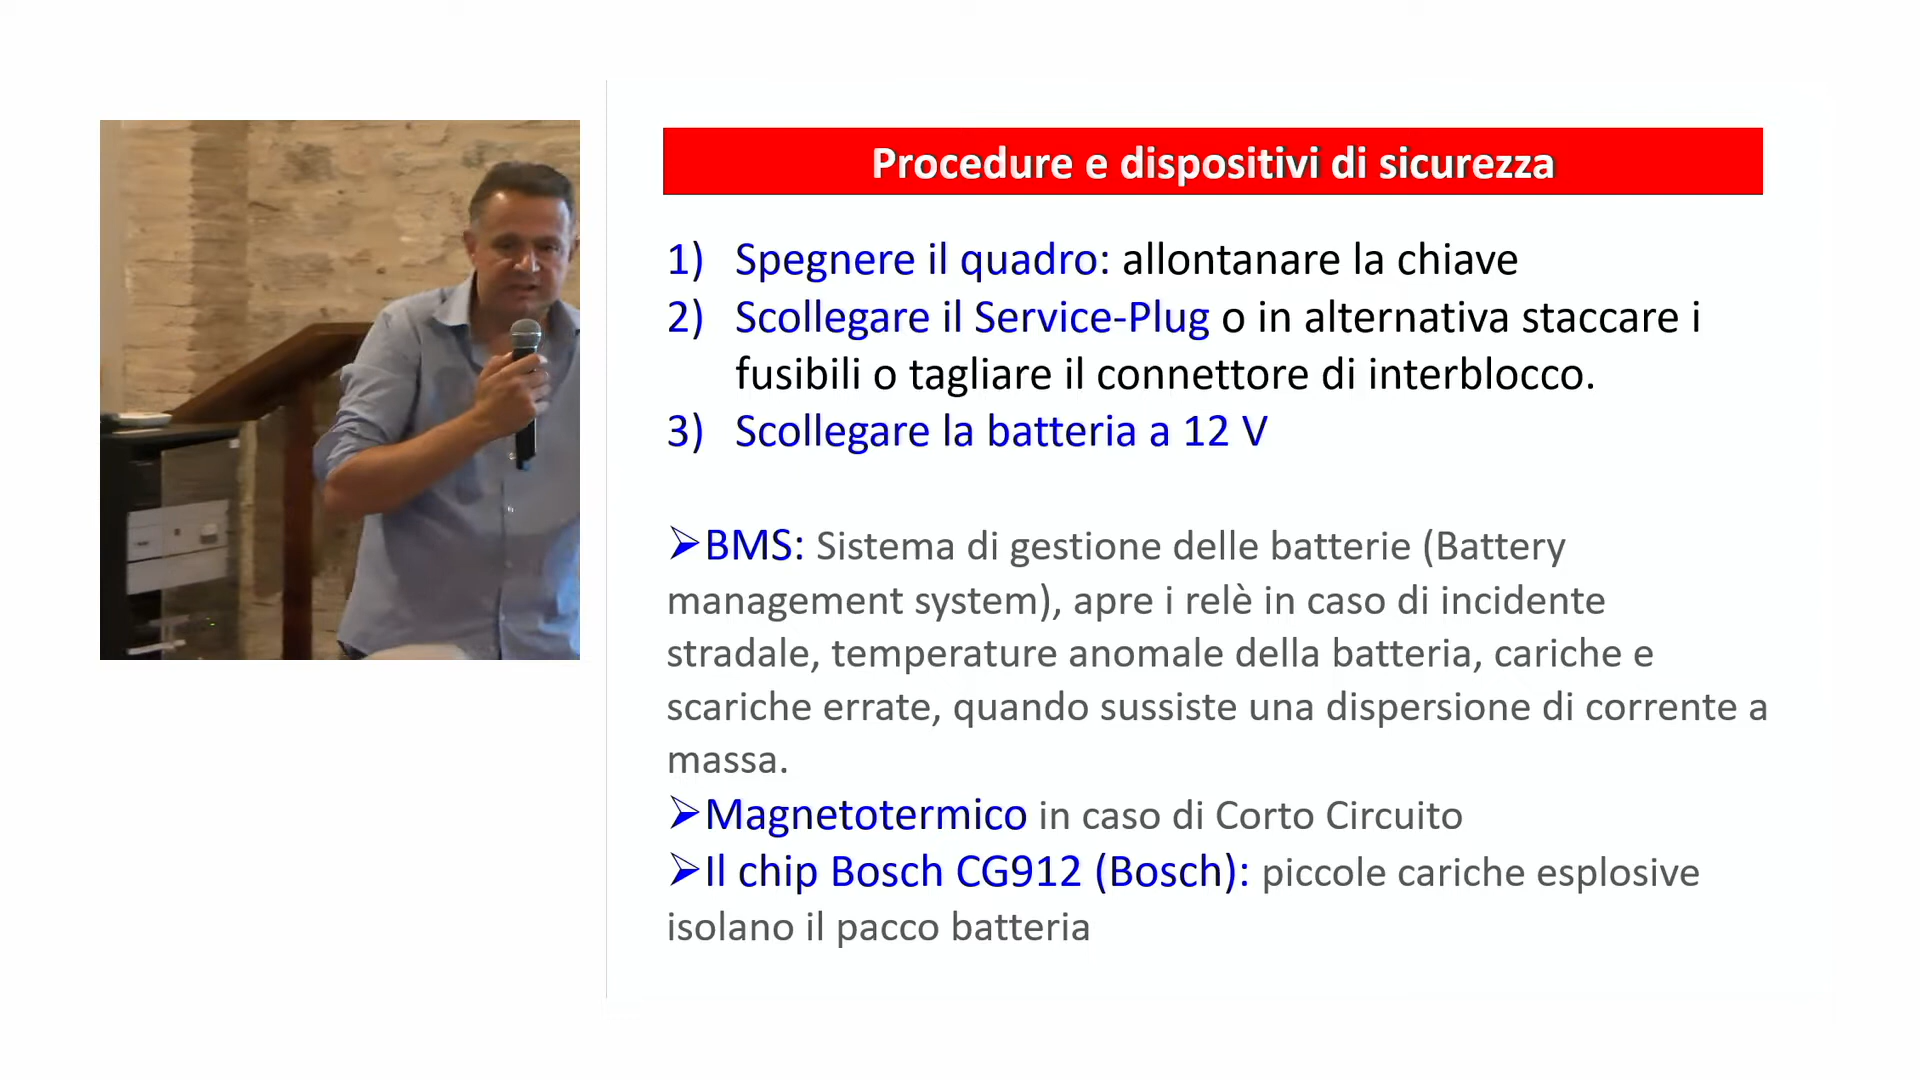 Procedure e dispositivi di sicurezza
1) Spegnere il quadro: allontanare la chiave
2) Scollegare il Service-Plug o in alternativa staccare i
fusibili o tagliare il connettore di interblocco.
3) Scollegare la batteria a 12 V
➢BMS: Sistema di gestione delle batterie (Battery
management system), apre i relè in caso di incidente
stradale, temperature anomale della batteria, cariche e
scariche errate, quando sussiste una dispersione di corrente a
massa.
➢Magnetotermico in caso di Corto Circuito
➢Il chip Bosch CG912 (Bosch): piccole cariche esplosive
isolano il pacco batteria